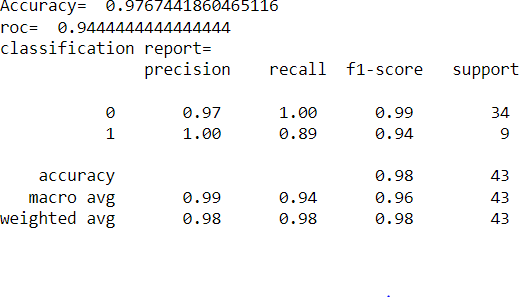 Accuracy= 0.9767441860465116
roc= 0.9444444444444444
classification report=
precision recall f1-score support
0 0.97 1.00 0.99 34
1 1.00 0.89 0.94 9
accuracy 0.98 43
macro avg 0.99 0.94 0.96 43
weighted avg 0.98 0.98 0.98 43